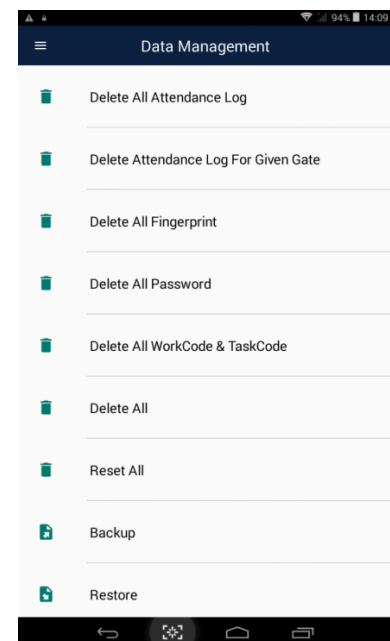 94% 14:09
Data Management
Delete All Attendance Log
Delete Attendance Log For Given Gate
Delete All Fingerprint
Delete All Password
Delete All WorkCode & TaskCode
Delete All
Reset All
Backup
Restore